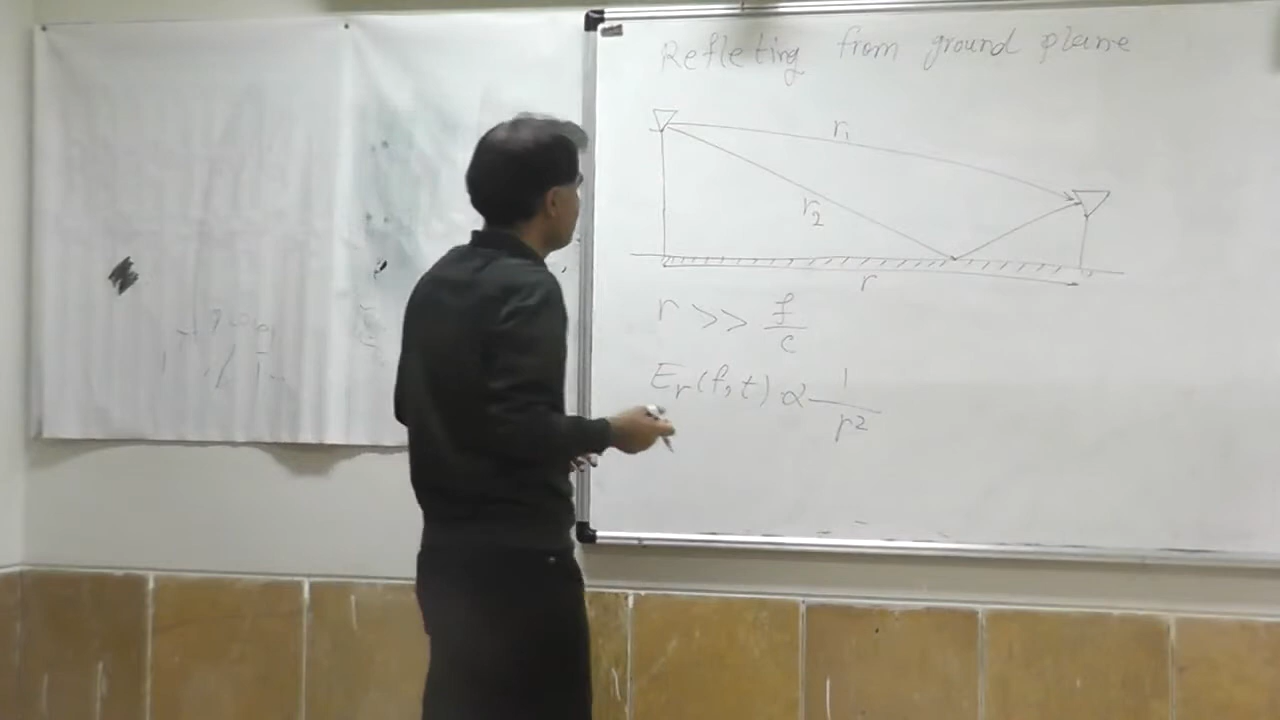 Refleting from ground plane
r₁
r₂
r
r >> f/c
Er(f,t) ∝ 1/r²